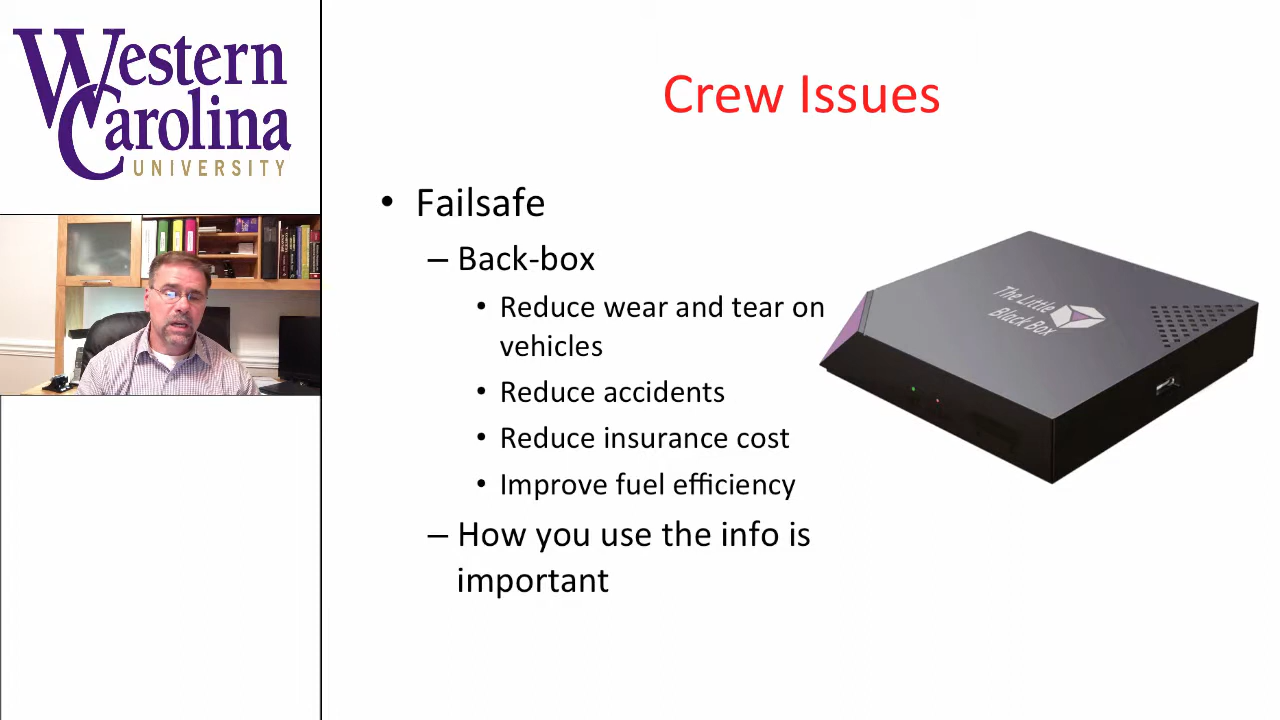 Western
Carolina
UNIVERSITY
Crew Issues
• Failsafe
– Back-box
• Reduce wear and tear on
vehicles
• Reduce accidents
• Reduce insurance cost
• Improve fuel efficiency
– How you use the info is
important
The Little
Black Box